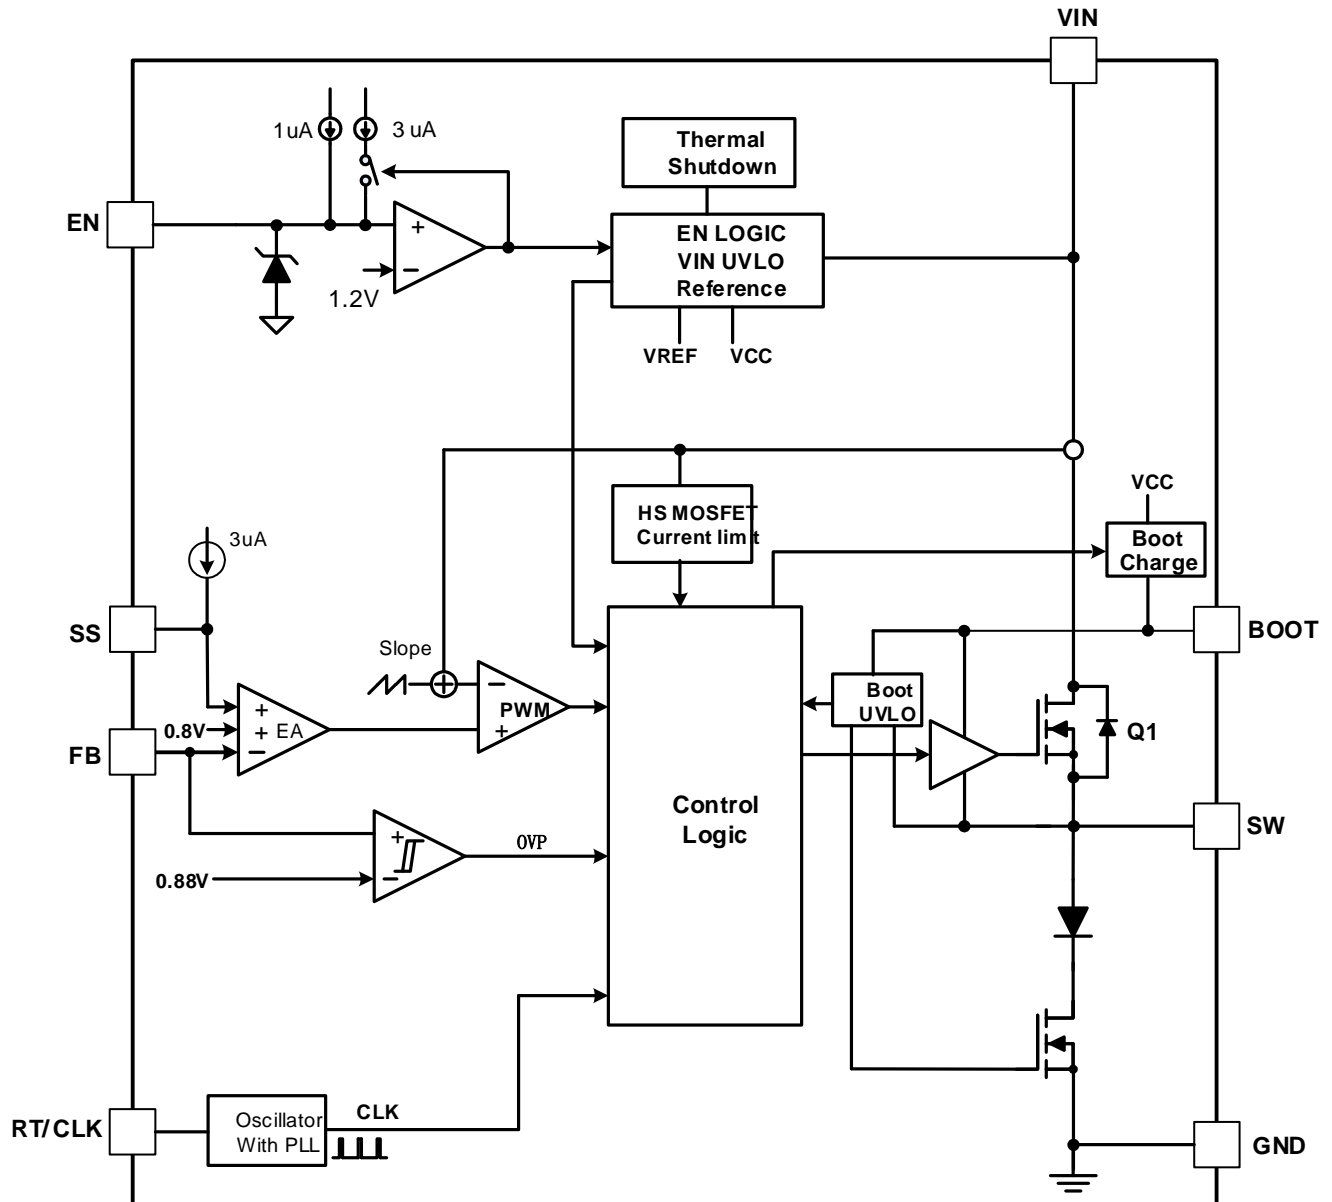 VIN
1uA
3 uA
Thermal
Shutdown
EN
+
EN LOGIC
VIN UVLO
Reference
−
1.2V
VREF
VCC
VCC
HS MOSFET
Current limit
3uA
Boot
Charge
SS
BOOT
Slope
−
Boot
UVLO
PWM
+
+
0.8V
+ EA
−
FB
Q1
Control
Logic
SW
+
OVP
0.88V
−
CLK
RT/CLK
Oscillator
With PLL
GND